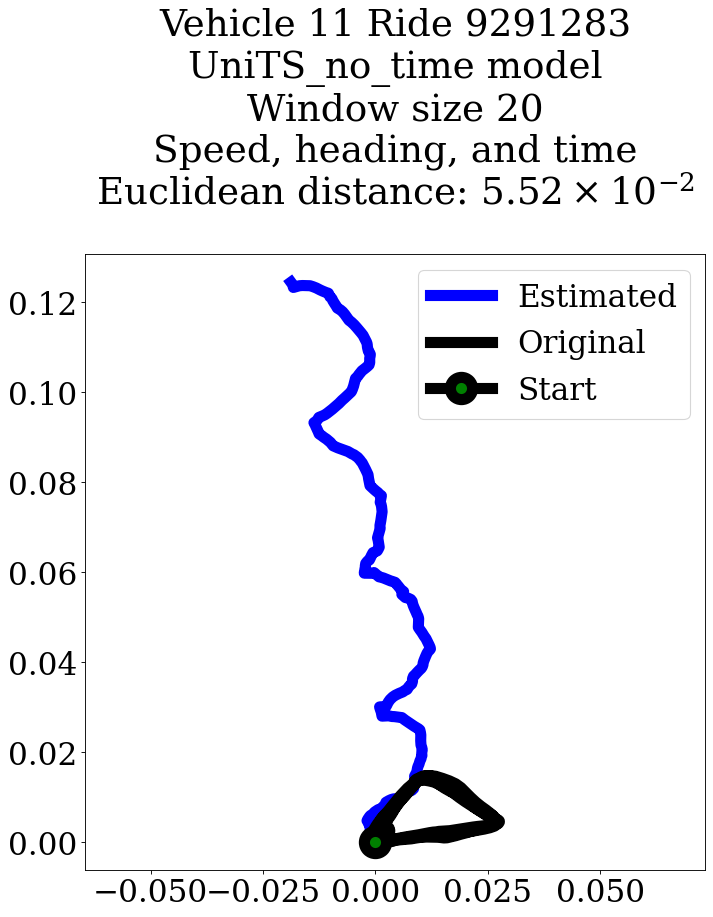 Vehicle 11 Ride 9291283
UniTS_no_time model
Window size 20
Speed, heading, and time
Euclidean distance: 5.52 × 10⁻²
Estimated
Original
Start
0.12
0.10
0.08
0.06
0.04
0.02
0.00
−0.050 −0.025 0.000 0.025 0.050